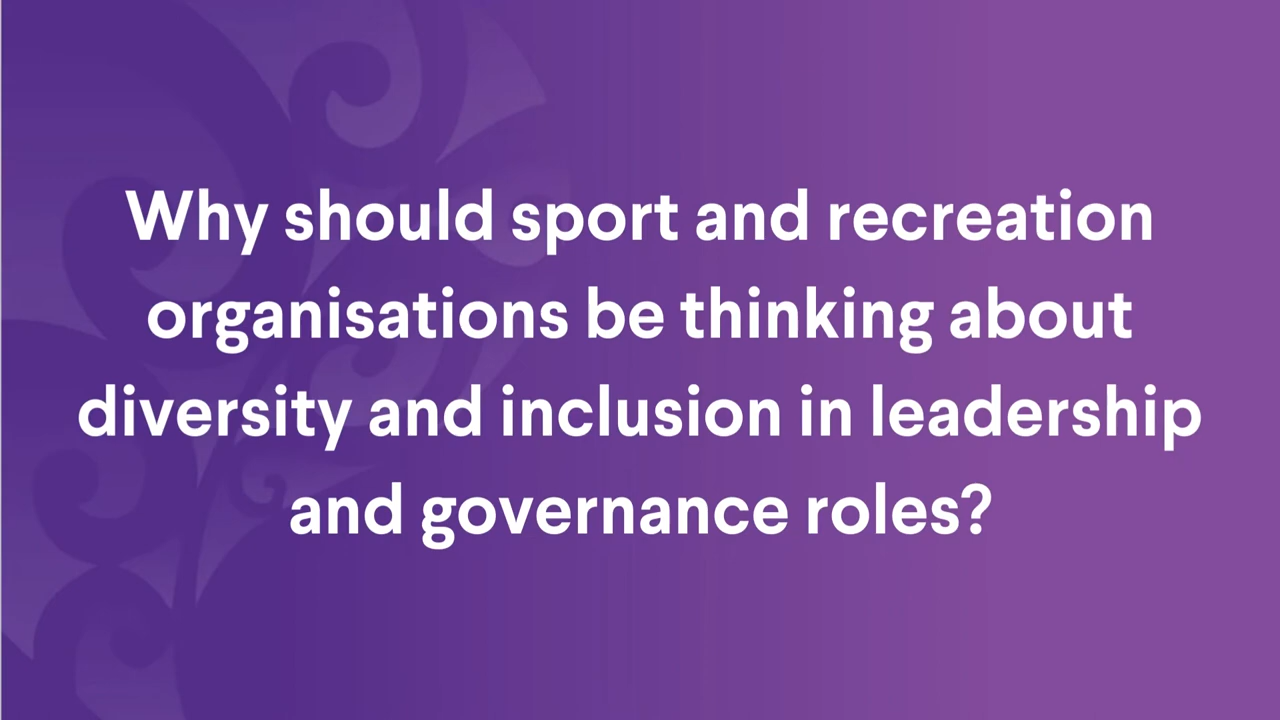 Why should sport and recreation
organisations be thinking about
diversity and inclusion in leadership
and governance roles?